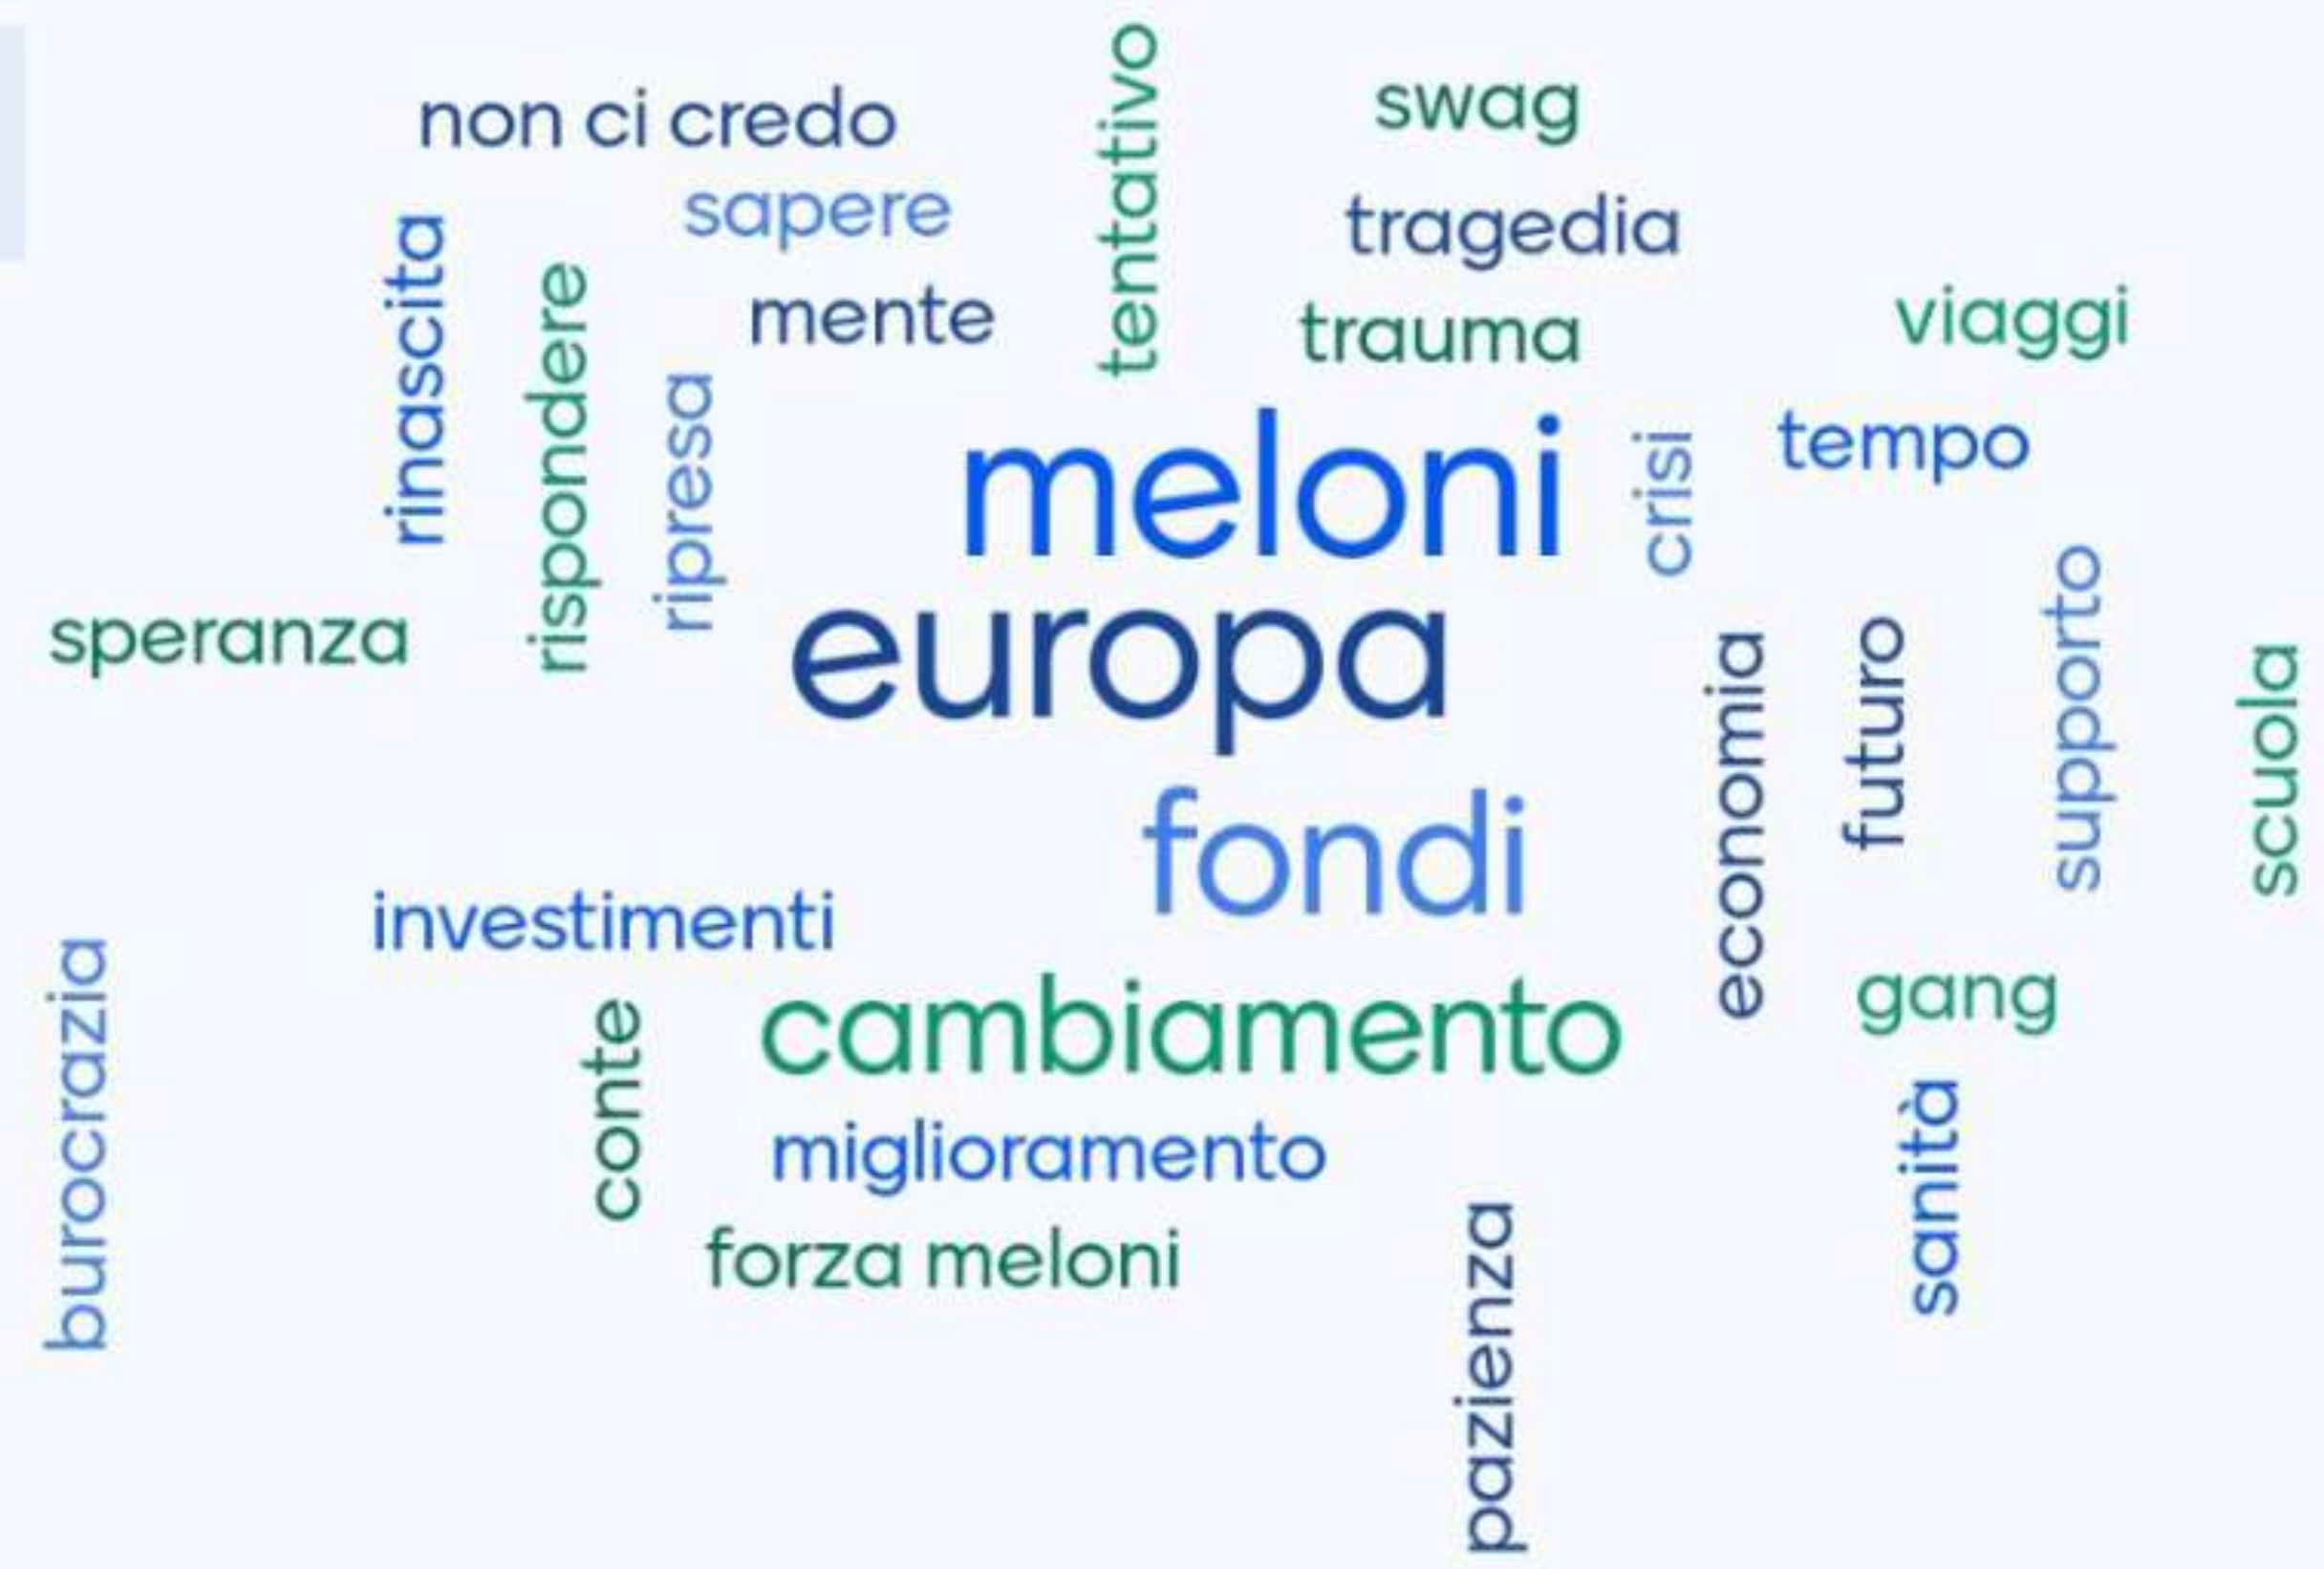 non ci credo
tentativo
swag
sapere
tragedia
rinascita
rispondere
mente
trauma
viaggi
ripresa
meloni
crisi
tempo
speranza
europa
economia
futuro
supporto
scuola
fondi
investimenti
burocrazia
conte
cambiamento
gang
miglioramento
sanità
forza meloni
pazienza